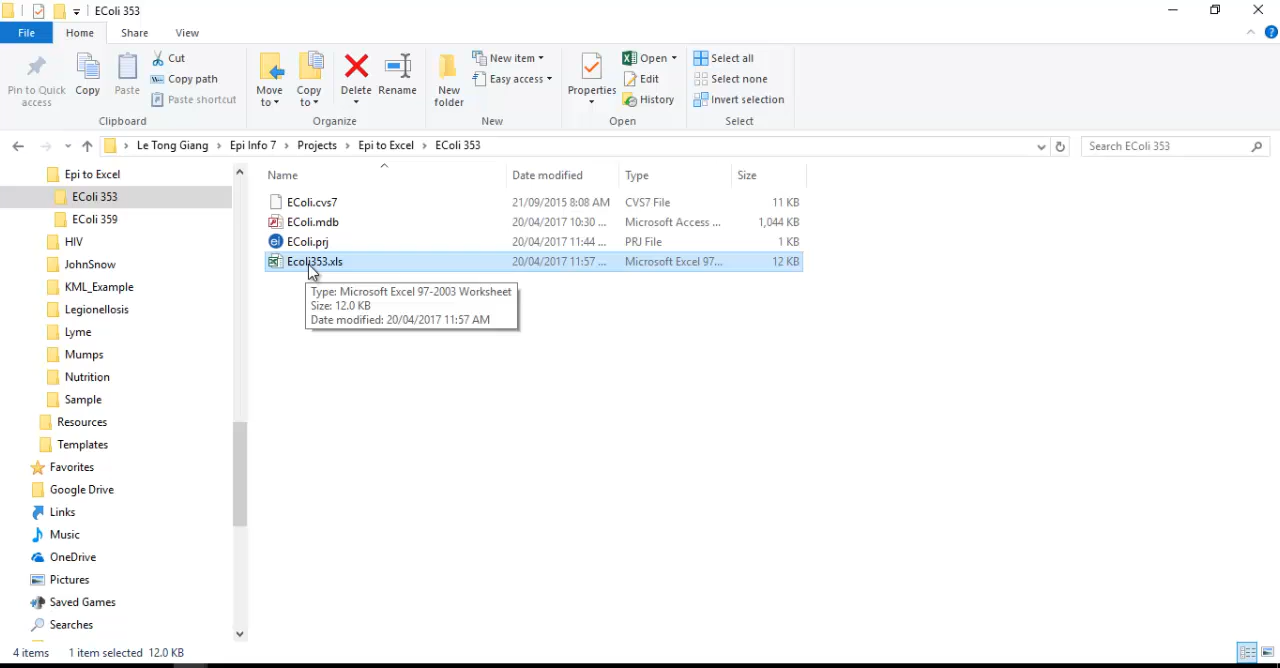 EColi 353
File Home Share View
Pin to Quick access
Copy
Paste
Cut
Copy path
Paste shortcut
Clipboard
Move to
Copy to
Delete
Rename
Organize
New folder
New item
Easy access
New
Properties
Open
Edit
History
Open
Select all
Select none
Invert selection
Select
Le Tong Giang Epi Info 7 Projects Epi to Excel EColi 353
Search EColi 353
Epi to Excel
EColi 353
EColi 359
HIV
JohnSnow
KML_Example
Legionellosis
Lyme
Mumps
Nutrition
Sample
Resources
Templates
Favorites
Google Drive
Links
Music
OneDrive
Pictures
Saved Games
Searches
Name Date modified Type Size
EColi.cvs7 21/09/2015 8:08 AM CVS7 File 11 KB
EColi.mdb 20/04/2017 10:30 ... Microsoft Access ... 1,044 KB
EColi.prj 20/04/2017 11:44 ... PRJ File 1 KB
Ecoli353.xls 20/04/2017 11:57 ... Microsoft Excel 97... 12 KB
Type: Microsoft Excel 97-2003 Worksheet
Size: 12.0 KB
Date modified: 20/04/2017 11:57 AM
4 items 1 item selected 12.0 KB